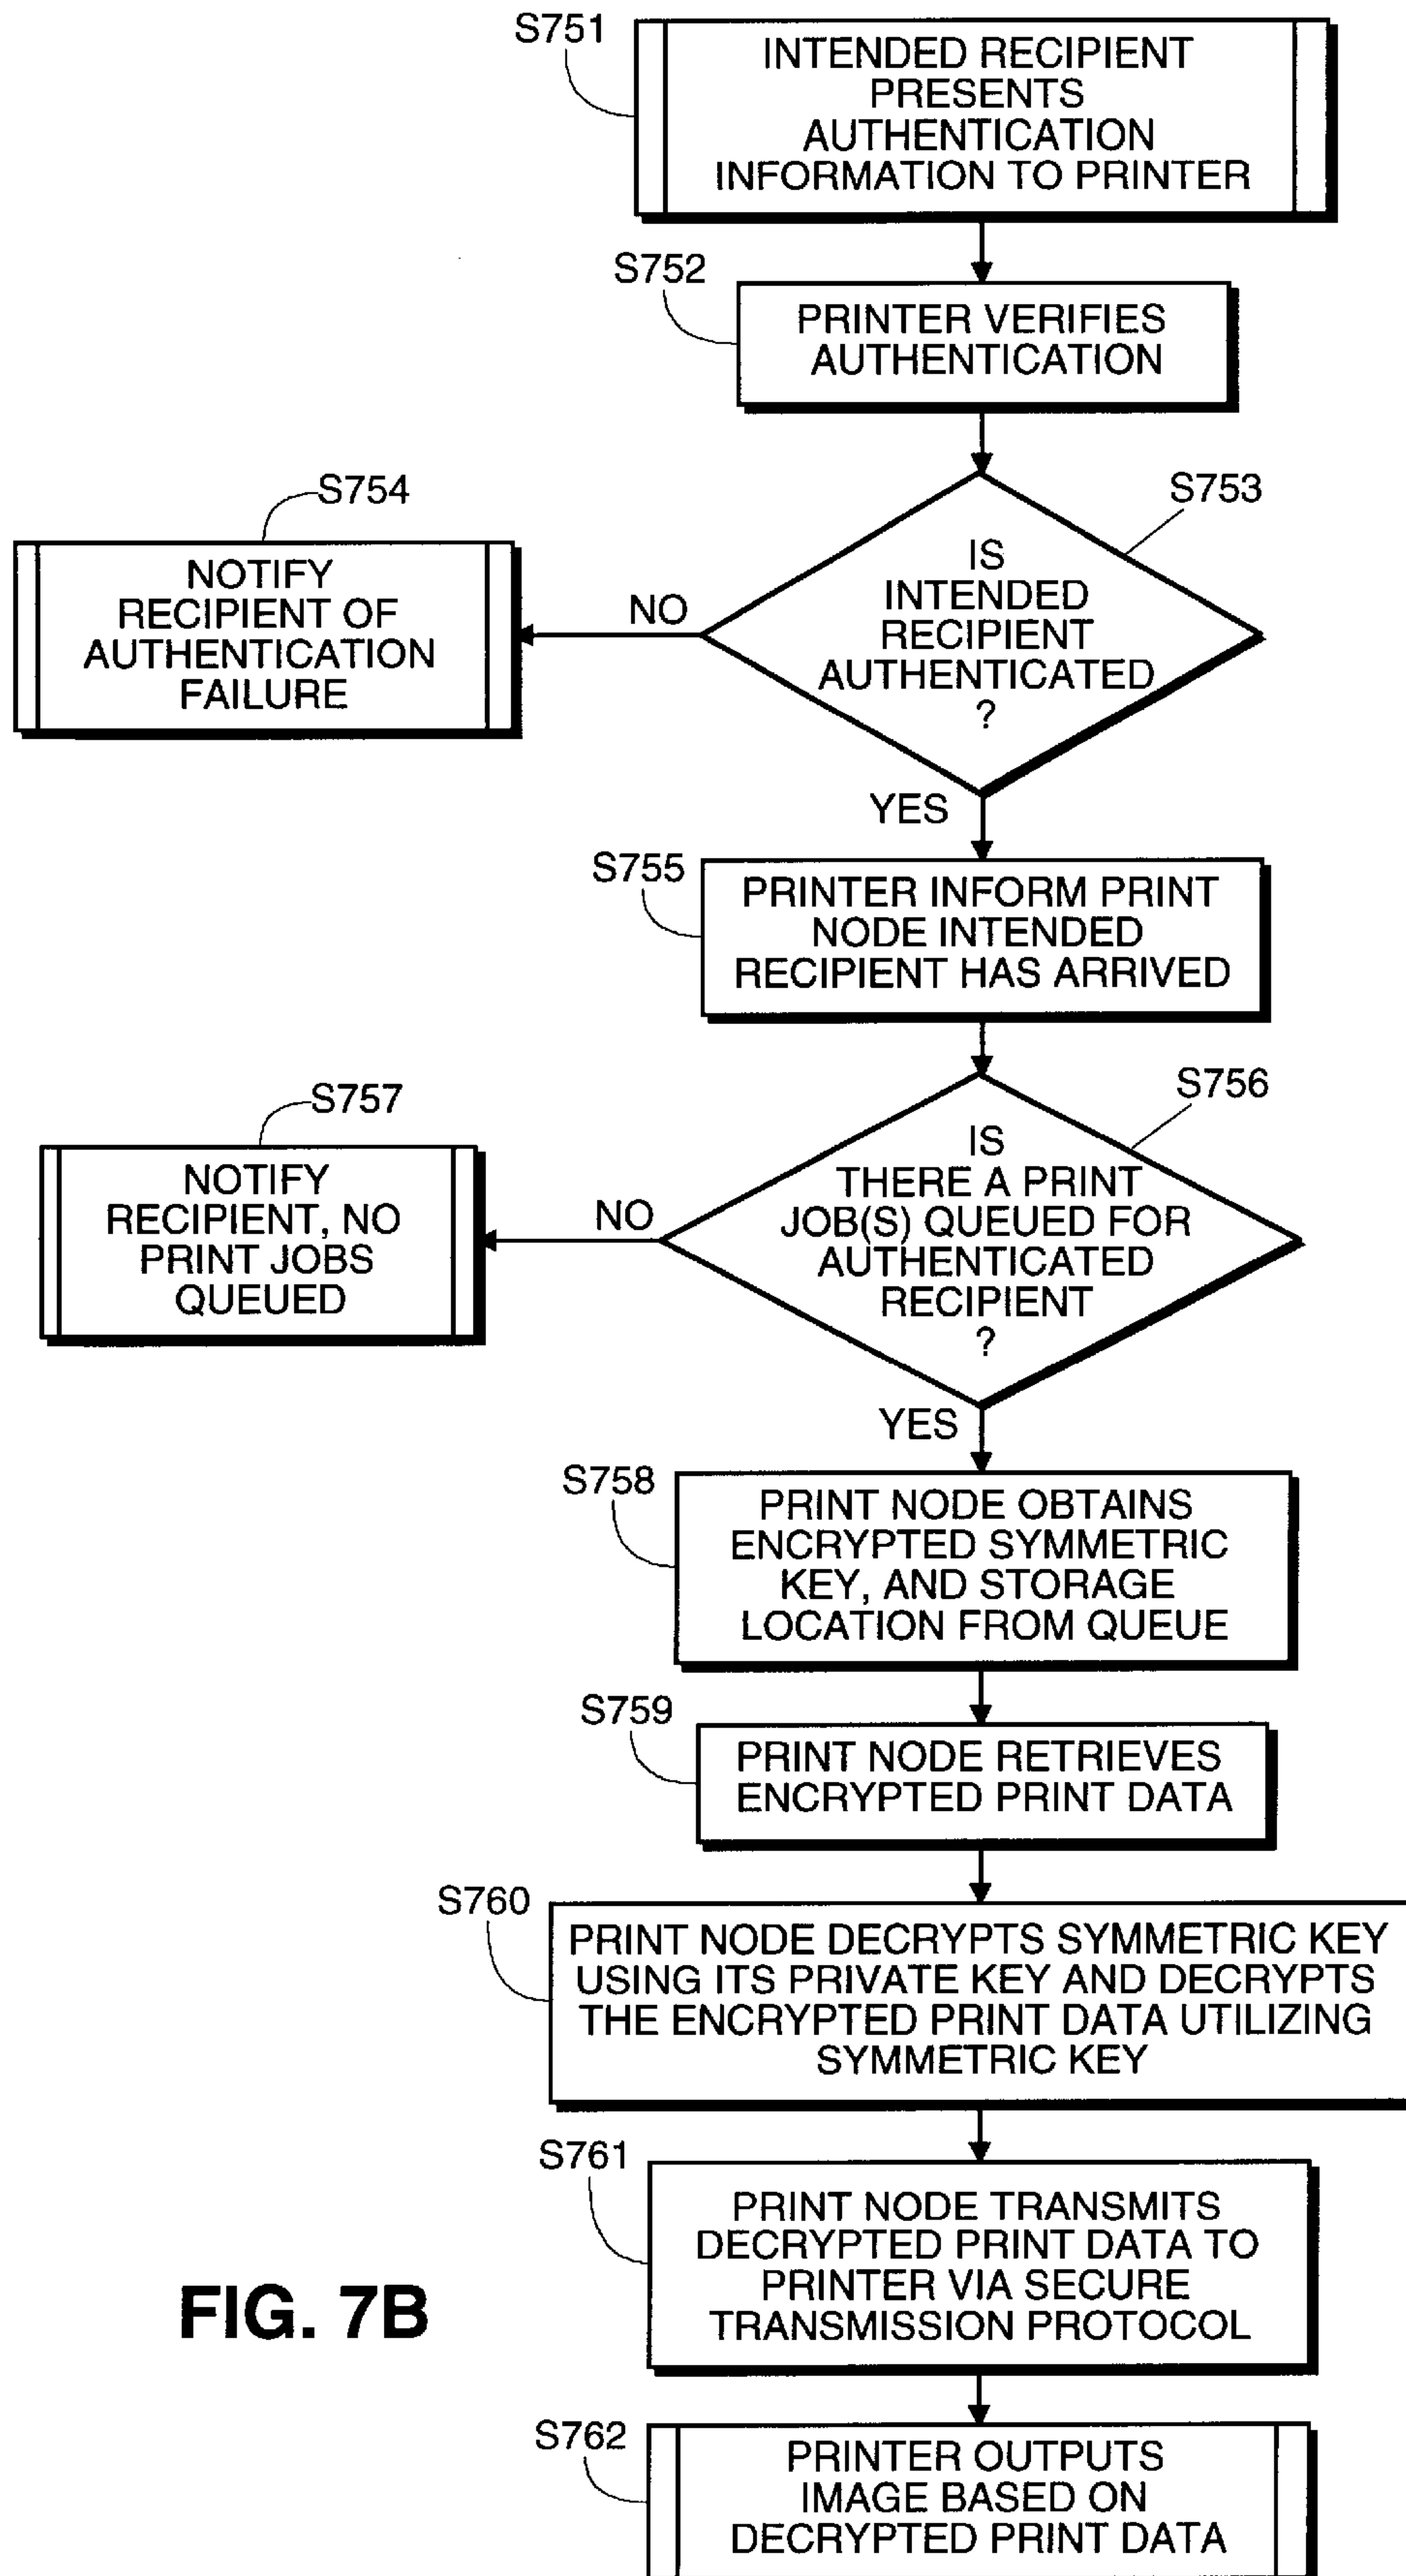 S751
INTENDED RECIPIENT
PRESENTS
AUTHENTICATION
INFORMATION TO PRINTER
S752
PRINTER VERIFIES
AUTHENTICATION
S753
IS
INTENDED
RECIPIENT
AUTHENTICATED
?
NO
S754
NOTIFY
RECIPIENT OF
AUTHENTICATION
FAILURE
YES
S755
PRINTER INFORM PRINT
NODE INTENDED
RECIPIENT HAS ARRIVED
S756
IS
THERE A PRINT
JOB(S) QUEUED FOR
AUTHENTICATED
RECIPIENT
?
NO
S757
NOTIFY
RECIPIENT, NO
PRINT JOBS
QUEUED
YES
S758
PRINT NODE OBTAINS
ENCRYPTED SYMMETRIC
KEY, AND STORAGE
LOCATION FROM QUEUE
S759
PRINT NODE RETRIEVES
ENCRYPTED PRINT DATA
S760
PRINT NODE DECRYPTS SYMMETRIC KEY
USING ITS PRIVATE KEY AND DECRYPTS
THE ENCRYPTED PRINT DATA UTILIZING
SYMMETRIC KEY
S761
PRINT NODE TRANSMITS
DECRYPTED PRINT DATA TO
PRINTER VIA SECURE
TRANSMISSION PROTOCOL
S762
PRINTER OUTPUTS
IMAGE BASED ON
DECRYPTED PRINT DATA
FIG. 7B